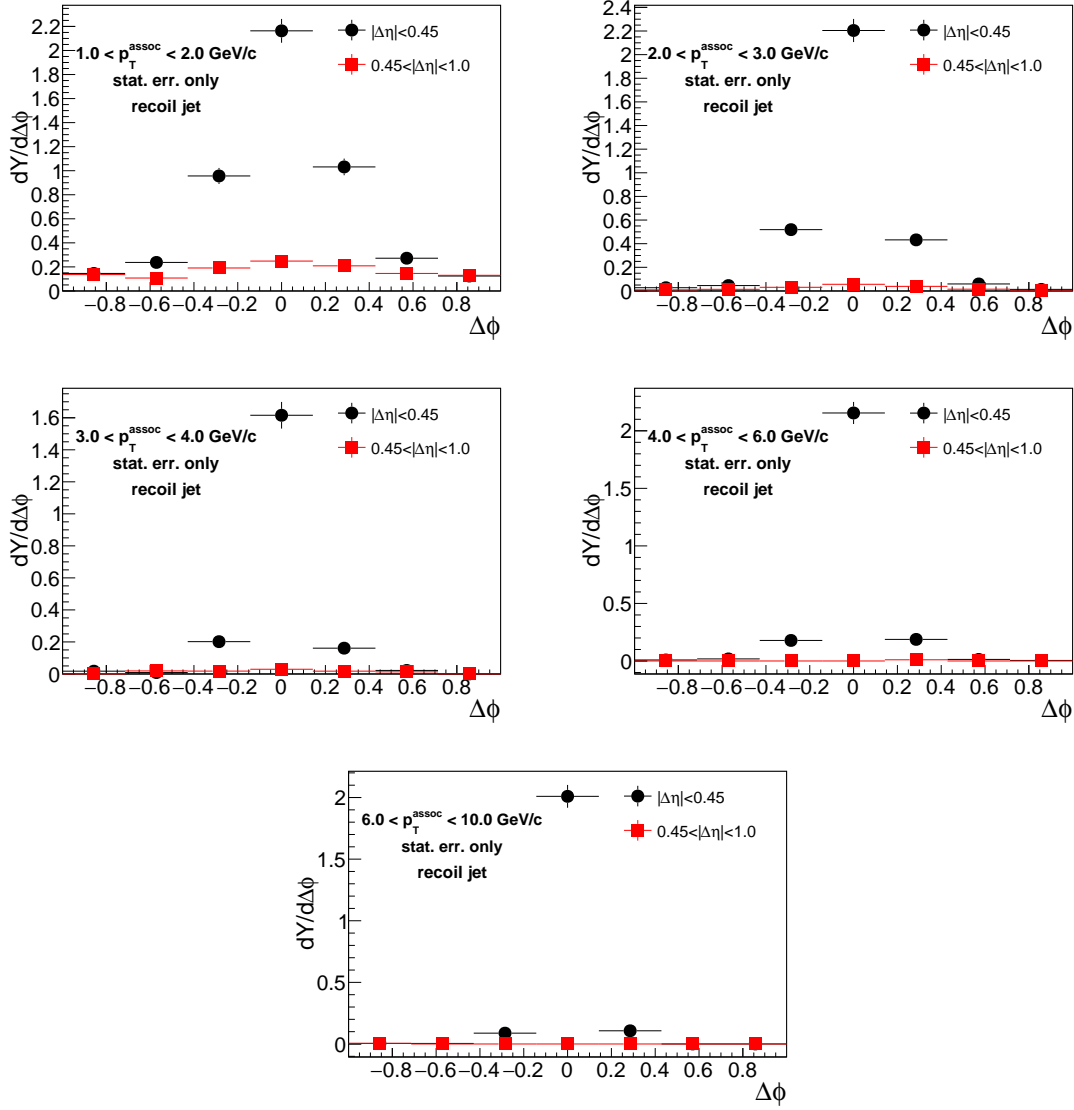 dY/dΔφ
2.2
2
1.8
1.6
1.4
1.2
1
0.8
0.6
0.4
0.2
0
1.0 < p_T^assoc < 2.0 GeV/c
stat. err. only
recoil jet
|Δη|<0.45
0.45<|Δη|<1.0
−0.8 −0.6 −0.4 −0.2 0 0.2 0.4 0.6 0.8
Δφ
dY/dΔφ
2.4
2.2
2
1.8
1.6
1.4
1.2
1
0.8
0.6
0.4
0.2
0
2.0 < p_T^assoc < 3.0 GeV/c
stat. err. only
recoil jet
|Δη|<0.45
0.45<|Δη|<1.0
−0.8 −0.6 −0.4 −0.2 0 0.2 0.4 0.6 0.8
Δφ
dY/dΔφ
1.6
1.4
1.2
1
0.8
0.6
0.4
0.2
0
3.0 < p_T^assoc < 4.0 GeV/c
stat. err. only
recoil jet
|Δη|<0.45
0.45<|Δη|<1.0
−0.8 −0.6 −0.4 −0.2 0 0.2 0.4 0.6 0.8
Δφ
dY/dΔφ
2
1.5
1
0.5
0
4.0 < p_T^assoc < 6.0 GeV/c
stat. err. only
recoil jet
|Δη|<0.45
0.45<|Δη|<1.0
−0.8 −0.6 −0.4 −0.2 0 0.2 0.4 0.6 0.8
Δφ
dY/dΔφ
2
1.5
1
0.5
0
6.0 < p_T^assoc < 10.0 GeV/c
stat. err. only
recoil jet
|Δη|<0.45
0.45<|Δη|<1.0
−0.8 −0.6 −0.4 −0.2 0 0.2 0.4 0.6 0.8
Δφ